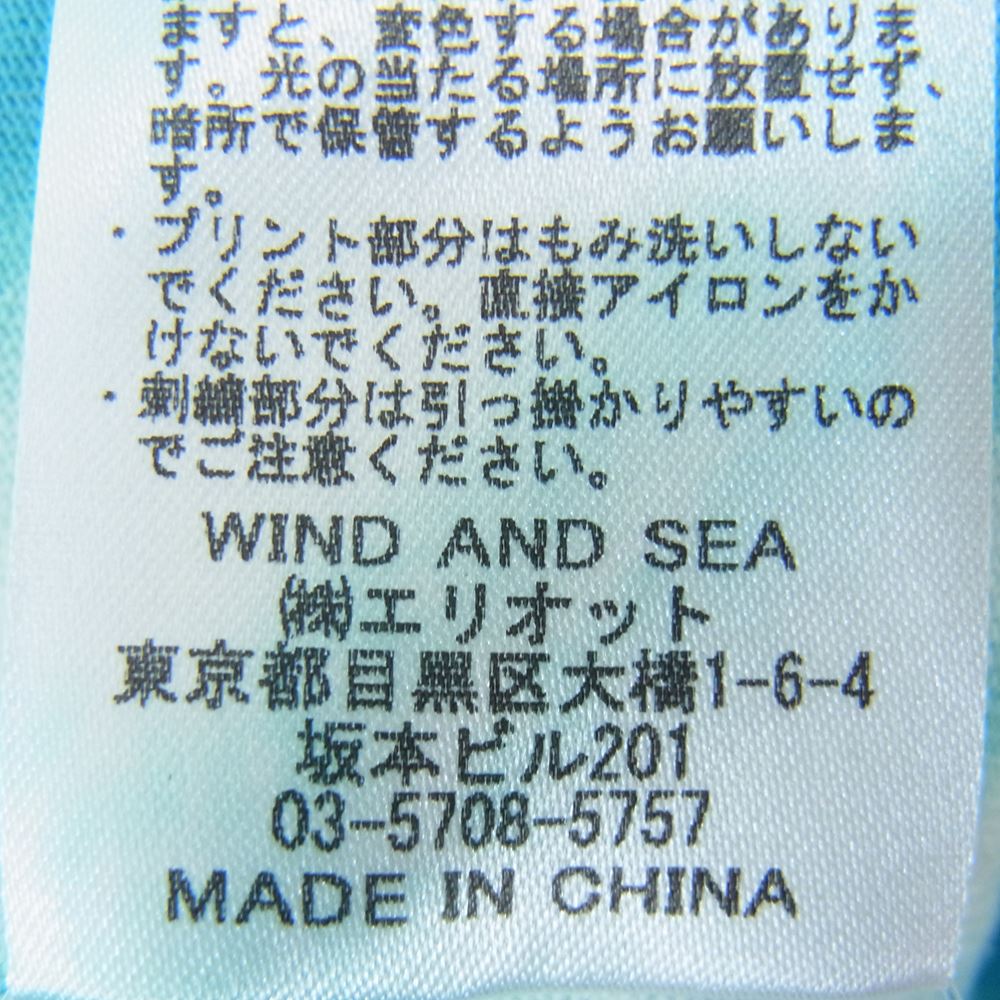 ますと、変色する場合がありま
す。光の当たる場所に放置せず、
暗所で保管するようお願いしま
す。
・プリント部分はもみ洗いしない
でください。直接アイロンをか
けないでください。
・刺繍部分は引っ掛かりやすいの
でご注意ください。
WIND AND SEA
㈱エリオット
東京都目黒区大橋1-6-4
坂本ビル201
03-5708-5757
MADE IN CHINA